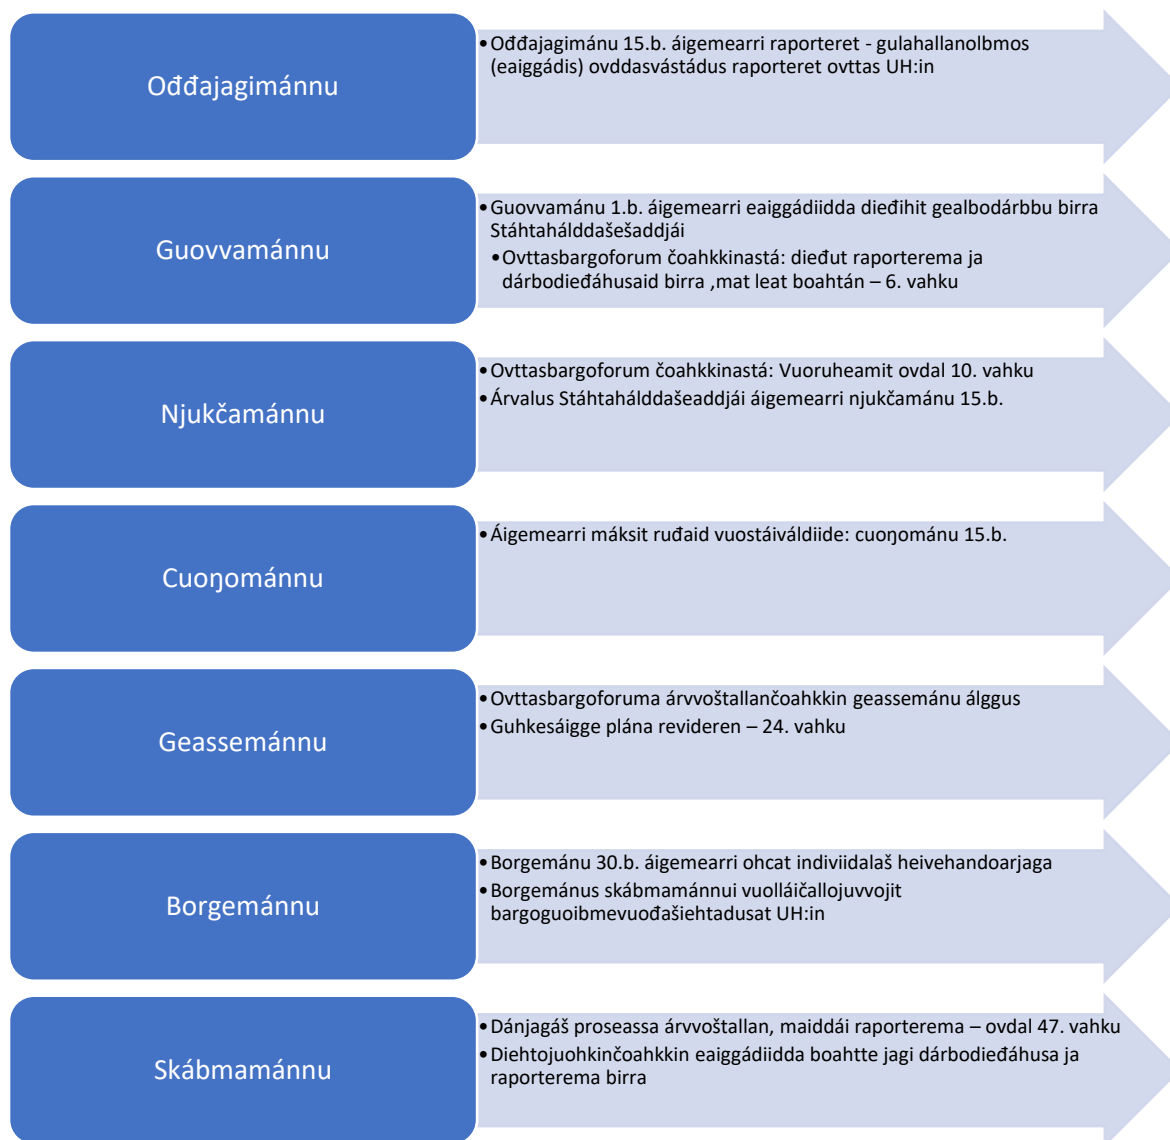 Ođđajagimánnu
•Ođđajagimánu 15.b. áigemearri raporteret - gulahallanolbmos
(eaiggádis) ovddasvástádus raporteret ovttas UH:in
Guovvamánnu
•Guovvamánu 1.b. áigemearri eaiggádiidda dieđihit gealbodárbbu birra
Stáhtahálddašešaddjái
•Ovttasbargoforum čoahkkinastá: dieđut raporterema ja
dárbodieđáhusaid birra ,mat leat boahtán – 6. vahku
Njukčamánnu
•Ovttasbargoforum čoahkkinastá: Vuoruheamit ovdal 10. vahku
•Árvalus Stáhtahálddašeaddjái áigemearri njukčamánu 15.b.
Cuoŋománnu
•Áigemearri máksit ruđaid vuostáiváldiide: cuoŋománu 15.b.
Geassemánnu
•Ovttasbargoforuma árvvoštallančoahkkin geassemánu álggus
•Guhkesáigge plána revideren – 24. vahku
Borgemánnu
•Borgemánu 30.b. áigemearri ohcat indiviidalaš heivehandoarjaga
•Borgemánus skábmamánnui vuolláičallojuvvojit
bargoguoibmevuođašiehtadusat UH:in
Skábmamánnu
•Dánjagáš proseassa árvvoštallan, maiddái raporterema – ovdal 47. vahku
•Diehtojuohkinčoahkkin eaiggádiidda boahtte jagi dárbodieđáhusa ja
raporterema birra